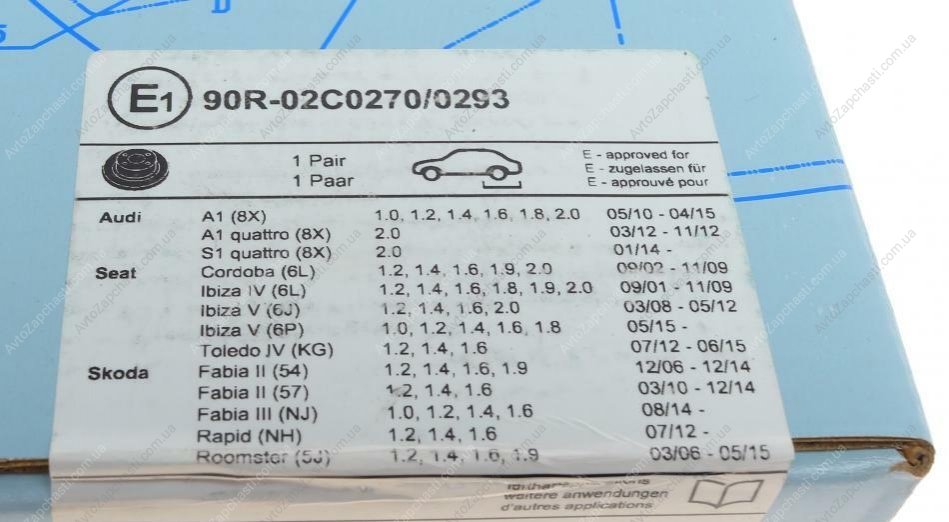 E1 90R-02C0270/0293
1 Pair
1 Paar
E - approved for
E - zugelassen für
E - approuvé pour
Audi A1 (8X) 1.0, 1.2, 1.4, 1.6, 1.8, 2.0 05/10 - 04/15
A1 quattro (8X) 2.0 03/12 - 11/12
S1 quattro (8X) 2.0 01/14 -
Seat Cordoba (6L) 1.2, 1.4, 1.6, 1.9, 2.0 09/02 - 11/09
Ibiza IV (6L) 1.2, 1.4, 1.6, 1.8, 1.9, 2.0 09/01 - 11/09
Ibiza V (6J) 1.2, 1.4, 1.6, 2.0 03/08 - 05/12
Ibiza V (6P) 1.0, 1.2, 1.4, 1.6, 1.8 05/15 -
Toledo IV (KG) 1.2, 1.4, 1.6 07/12 - 06/15
Skoda Fabia II (54) 1.2, 1.4, 1.6, 1.9 12/06 - 12/14
Fabia II (57) 1.2, 1.4, 1.6 03/10 - 12/14
Fabia III (NJ) 1.0, 1.2, 1.4, 1.6 08/14 -
Rapid (NH) 1.2, 1.4, 1.6 07/12 -
Roomster (5J) 1.2, 1.4, 1.6, 1.9 03/06 - 05/15
weitere anwendungen
d'autres applications
AvtoZapchasti.com.ua